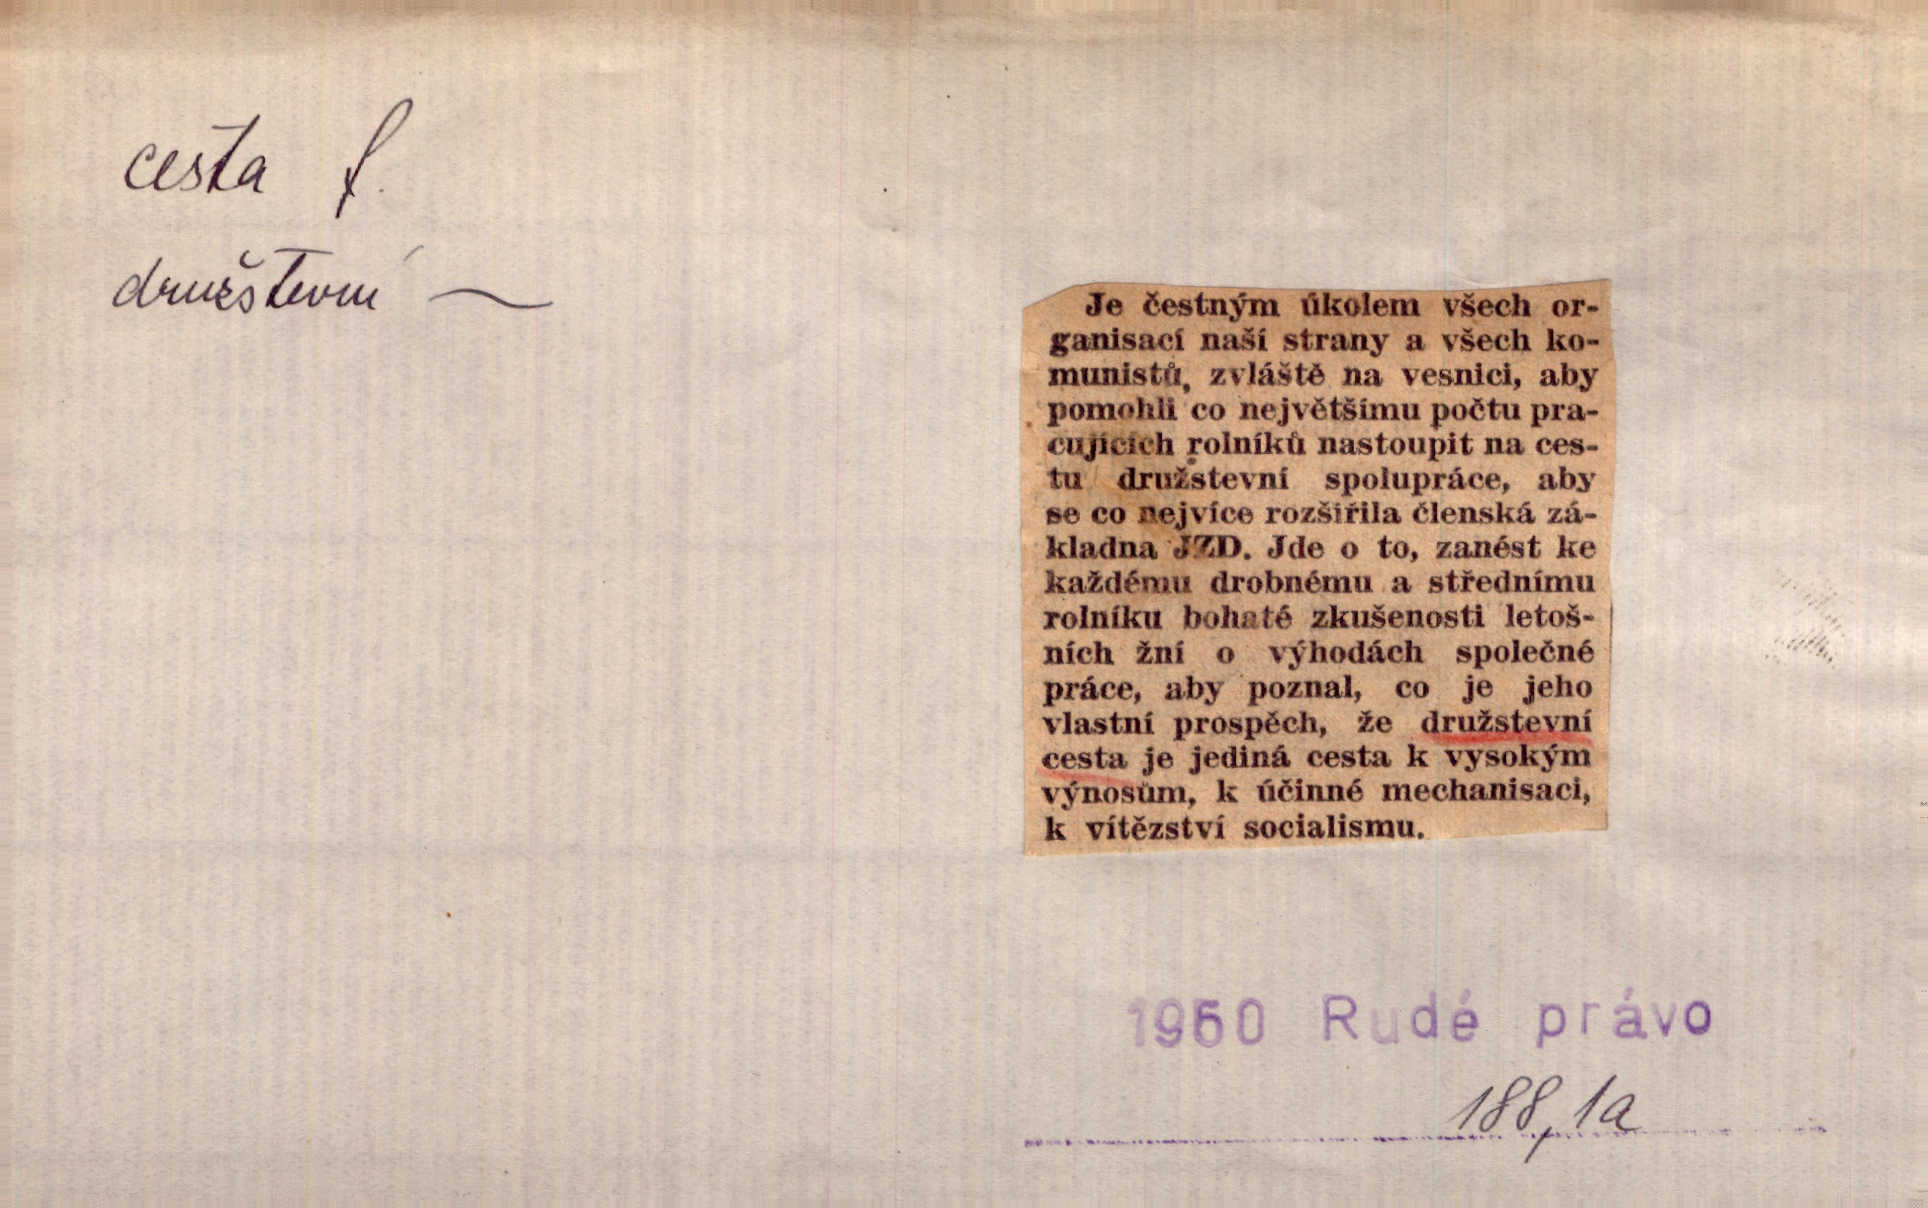 cesta f.
družstevní ~
Je čestným úkolem všech or-
ganisací naší strany a všech ko-
munistů, zvláště na vesnici, aby
pomohli co největšímu počtu pra-
cujících rolníků nastoupit na ces-
tu družstevní spolupráce, aby
se co nejvíce rozšířila členská zá-
kladna JZD. Jde o to, zanést ke
každému drobnému a střednímu
rolníku bohaté zkušenosti letoš-
ních žní o výhodách společné
práce, aby poznal, co je jeho
vlastní prospěch, že družstevní
cesta je jediná cesta k vysokým
výnosům, k účinné mechanisaci,
k vítězství socialismu.
1950 Rudé právo
188, 1a